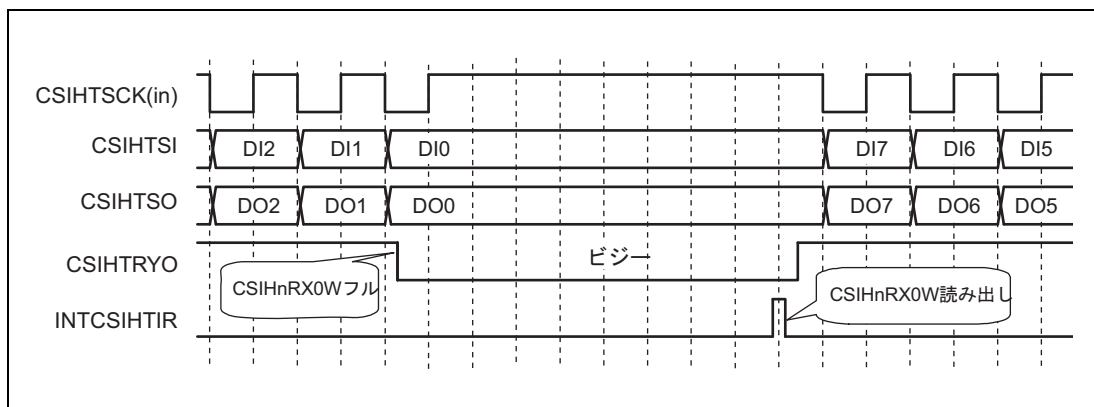 CSIHTSCK(in)
CSIHTSI DI2 DI1 DI0 DI7 DI6 DI5
CSIHTSO DO2 DO1 DO0 DO7 DO6 DO5
CSIHTRYO ビジー
CSIHnRX0Wフル CSIHnRX0W読み出し
INTCSIHTIR